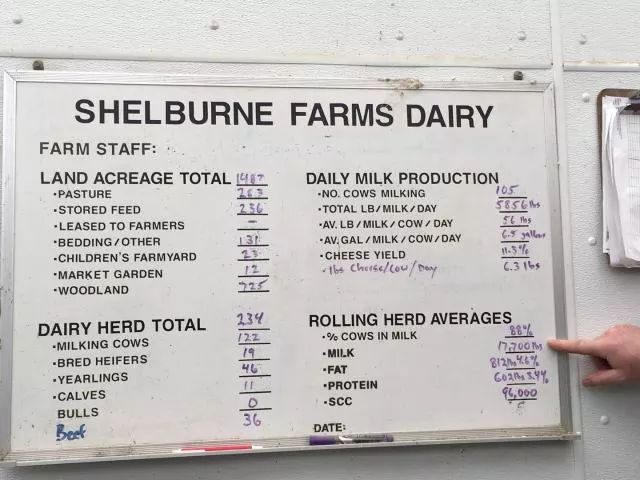 SHELBURNE FARMS DAIRY
FARM STAFF:
LAND ACREAGE TOTAL
•PASTURE 263
•STORED FEED 236
•LEASED TO FARMERS –
•BEDDING/OTHER 131
•CHILDREN'S FARMYARD 23
•MARKET GARDEN 12
•WOODLAND 725
DAIRY HERD TOTAL 234
•MILKING COWS 122
•BRED HEIFERS 19
•YEARLINGS 46
•CALVES 11
BULLS 0
Beef 36
DAILY MILK PRODUCTION
•NO. COWS MILKING 105
•TOTAL LB/MILK/DAY 5856 lbs
•AV. LB/MILK/COW/DAY 56 lbs
•AV. GAL/MILK/COW/DAY 6.5 gallons
•CHEESE YIELD 11.3%
•lbs Cheese/Cow/Day 6.3 lbs
ROLLING HERD AVERAGES
•% COWS IN MILK 88%
•MILK 17,700 lbs
•FAT 812 lbs 4.6%
•PROTEIN 602 lbs 3.4%
•SCC 96,000
DATE: